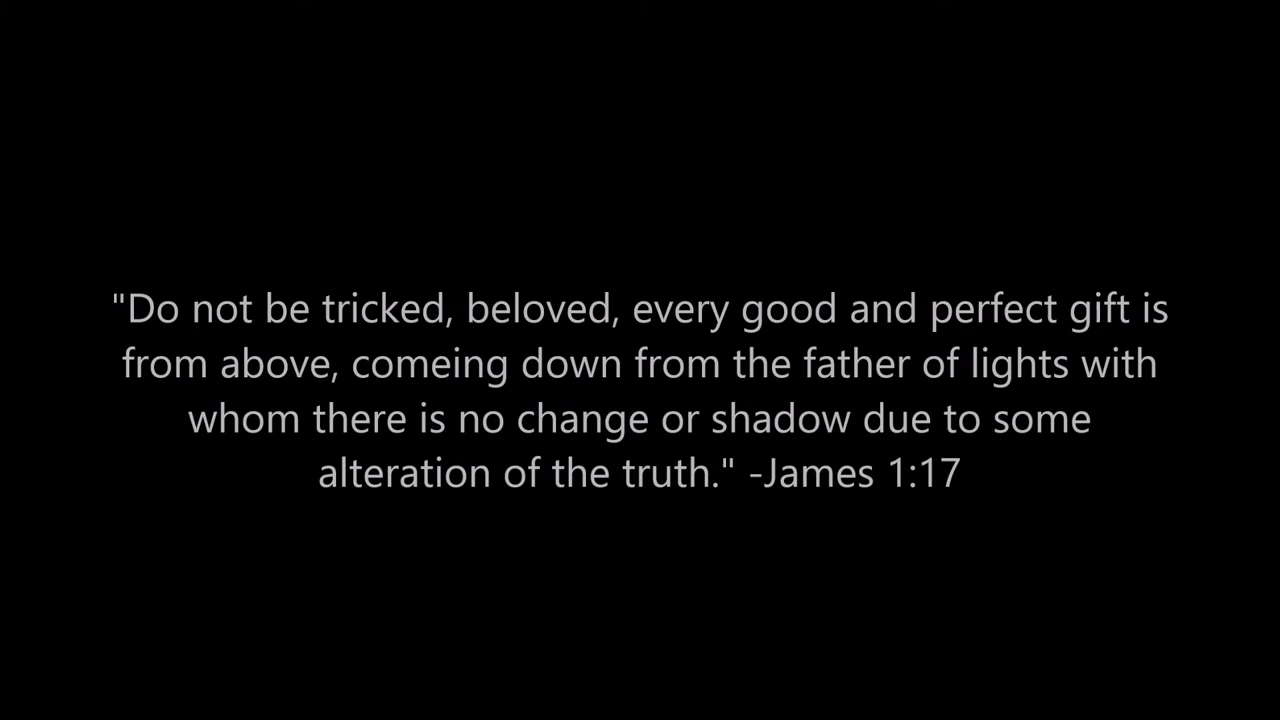 "Do not be tricked, beloved, every good and perfect gift is
from above, comeing down from the father of lights with
whom there is no change or shadow due to some
alteration of the truth." -James 1:17